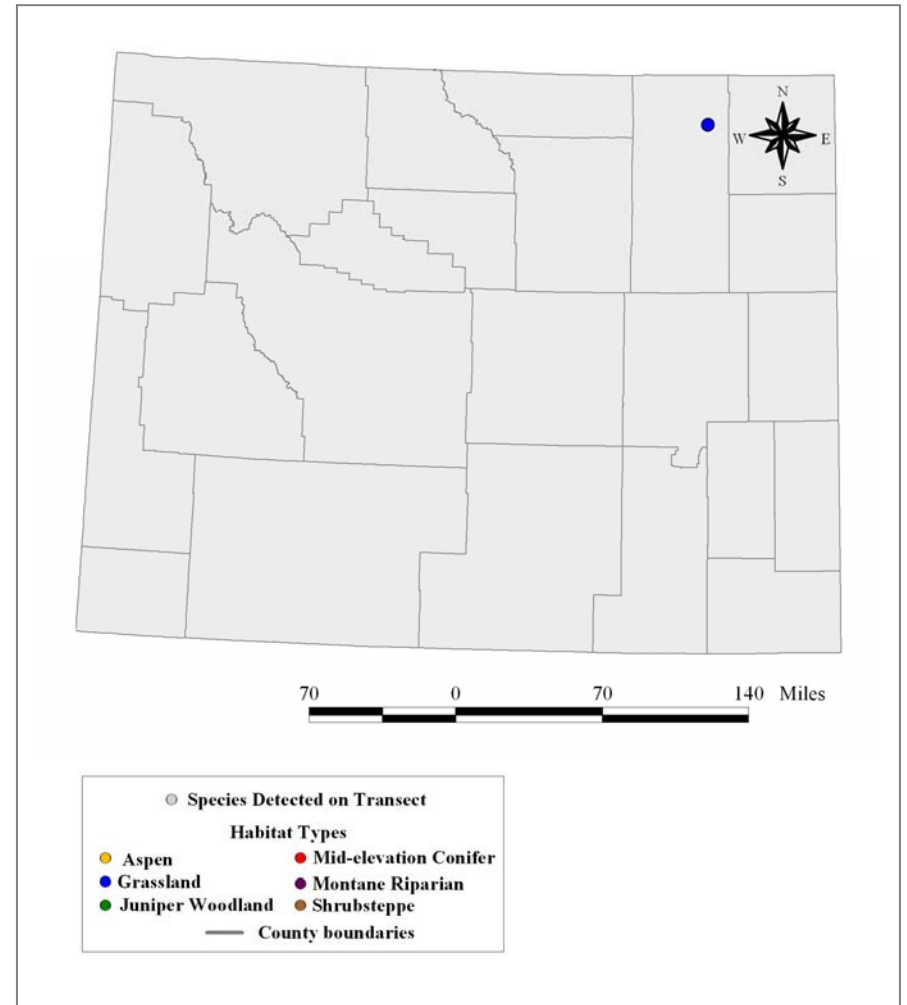 N
W E
S
70 0 70 140 Miles
Species Detected on Transect
Habitat Types
Aspen Mid-elevation Conifer
Grassland Montane Riparian
Juniper Woodland Shrubsteppe
County boundaries